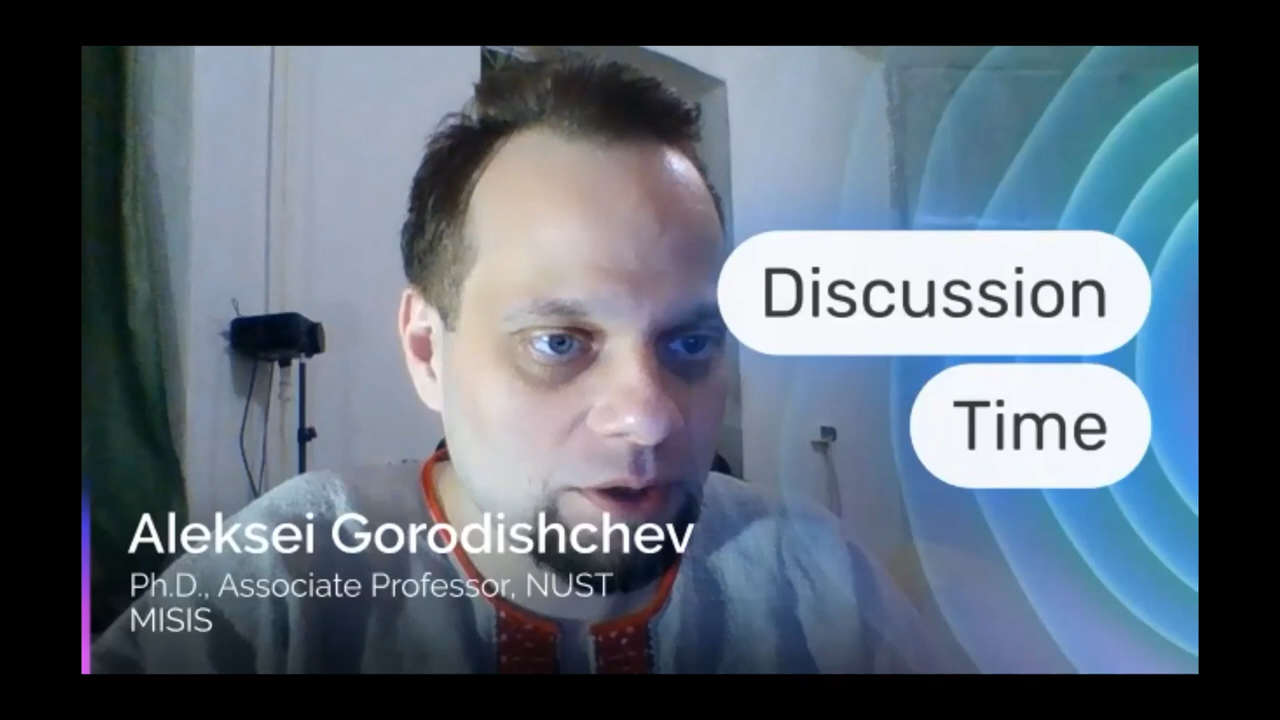 Discussion
Time
Aleksei Gorodishchev
Ph.D., Associate Professor, NUST
MISIS